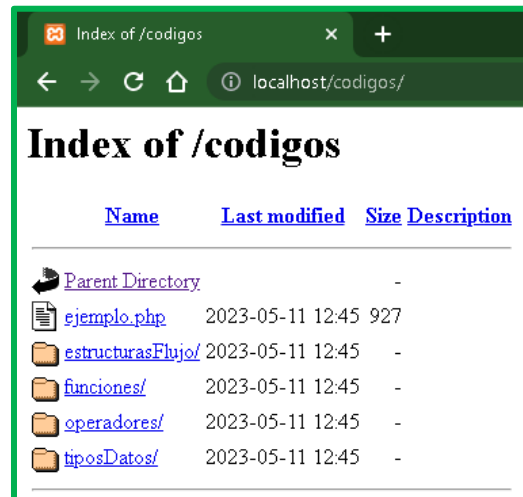 Index of /codigos
localhost/codigos/
Index of /codigos
Name Last modified Size Description
Parent Directory -
ejemplo.php 2023-05-11 12:45 927
estructurasFlujo/ 2023-05-11 12:45 -
funciones/ 2023-05-11 12:45 -
operadores/ 2023-05-11 12:45 -
tiposDatos/ 2023-05-11 12:45 -